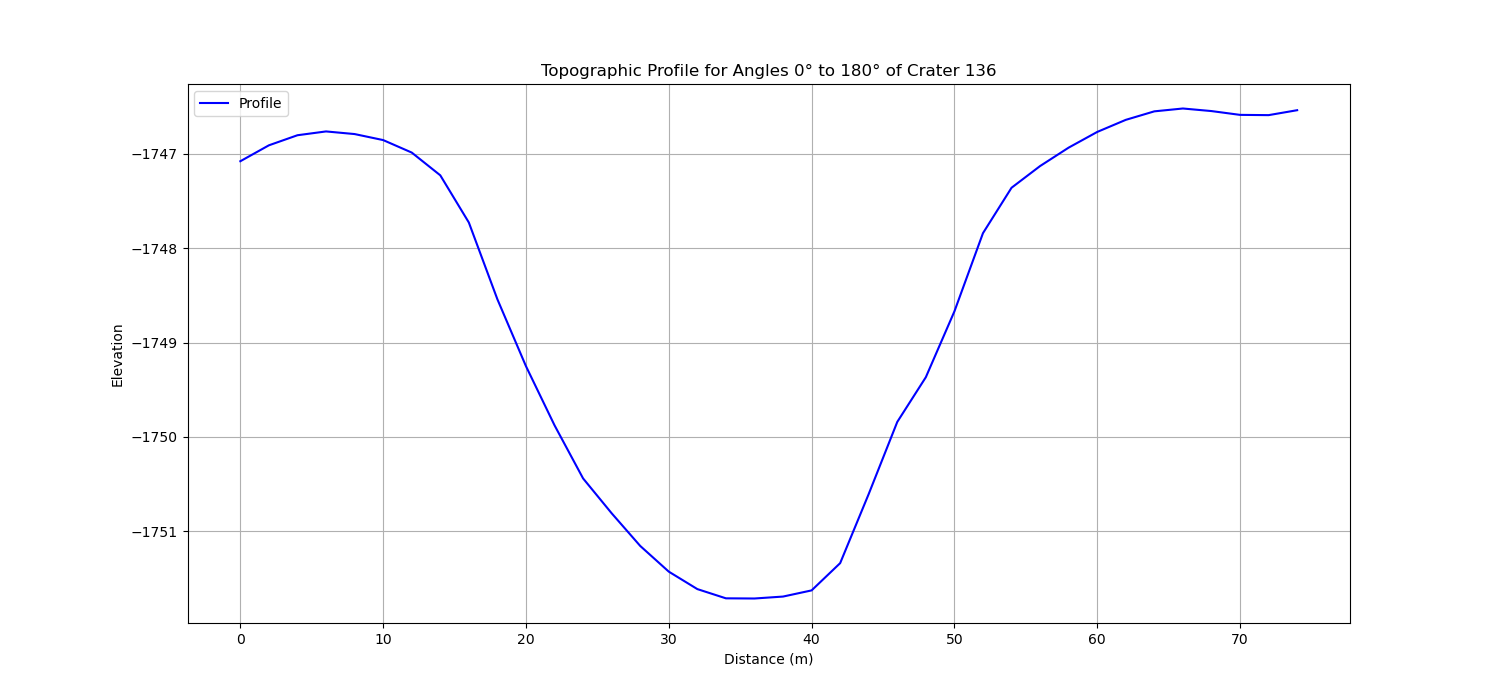 Topographic Profile for Angles 0° to 180° of Crater 136
Profile
−1747
−1748
−1749
−1750
−1751
Elevation
0 10 20 30 40 50 60 70
Distance (m)